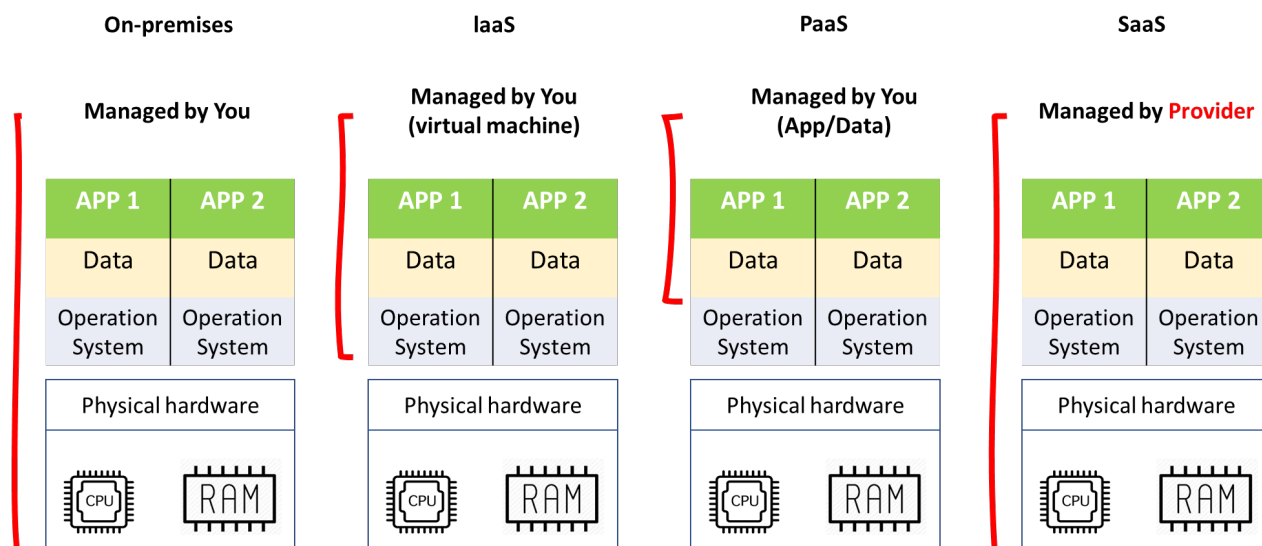 On-premises
IaaS
PaaS
SaaS
Managed by You
Managed by You
(virtual machine)
Managed by You
(App/Data)
Managed by Provider
APP 1 APP 2
Data Data
Operation Operation
System System
Physical hardware
CPU RAM
APP 1 APP 2
Data Data
Operation Operation
System System
Physical hardware
CPU RAM
APP 1 APP 2
Data Data
Operation Operation
System System
Physical hardware
CPU RAM
APP 1 APP 2
Data Data
Operation Operation
System System
Physical hardware
CPU RAM